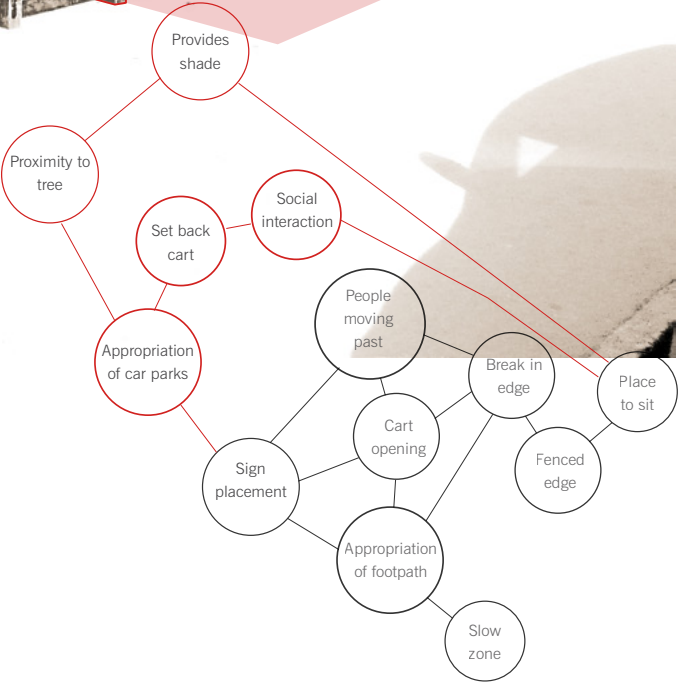 Provides
shade
Proximity to
tree
Social
interaction
Set back
cart
People
moving
past
Appropriation
of car parks
Break in
edge
Place
to sit
Cart
opening
Sign
placement
Fenced
edge
Appropriation
of footpath
Slow
zone